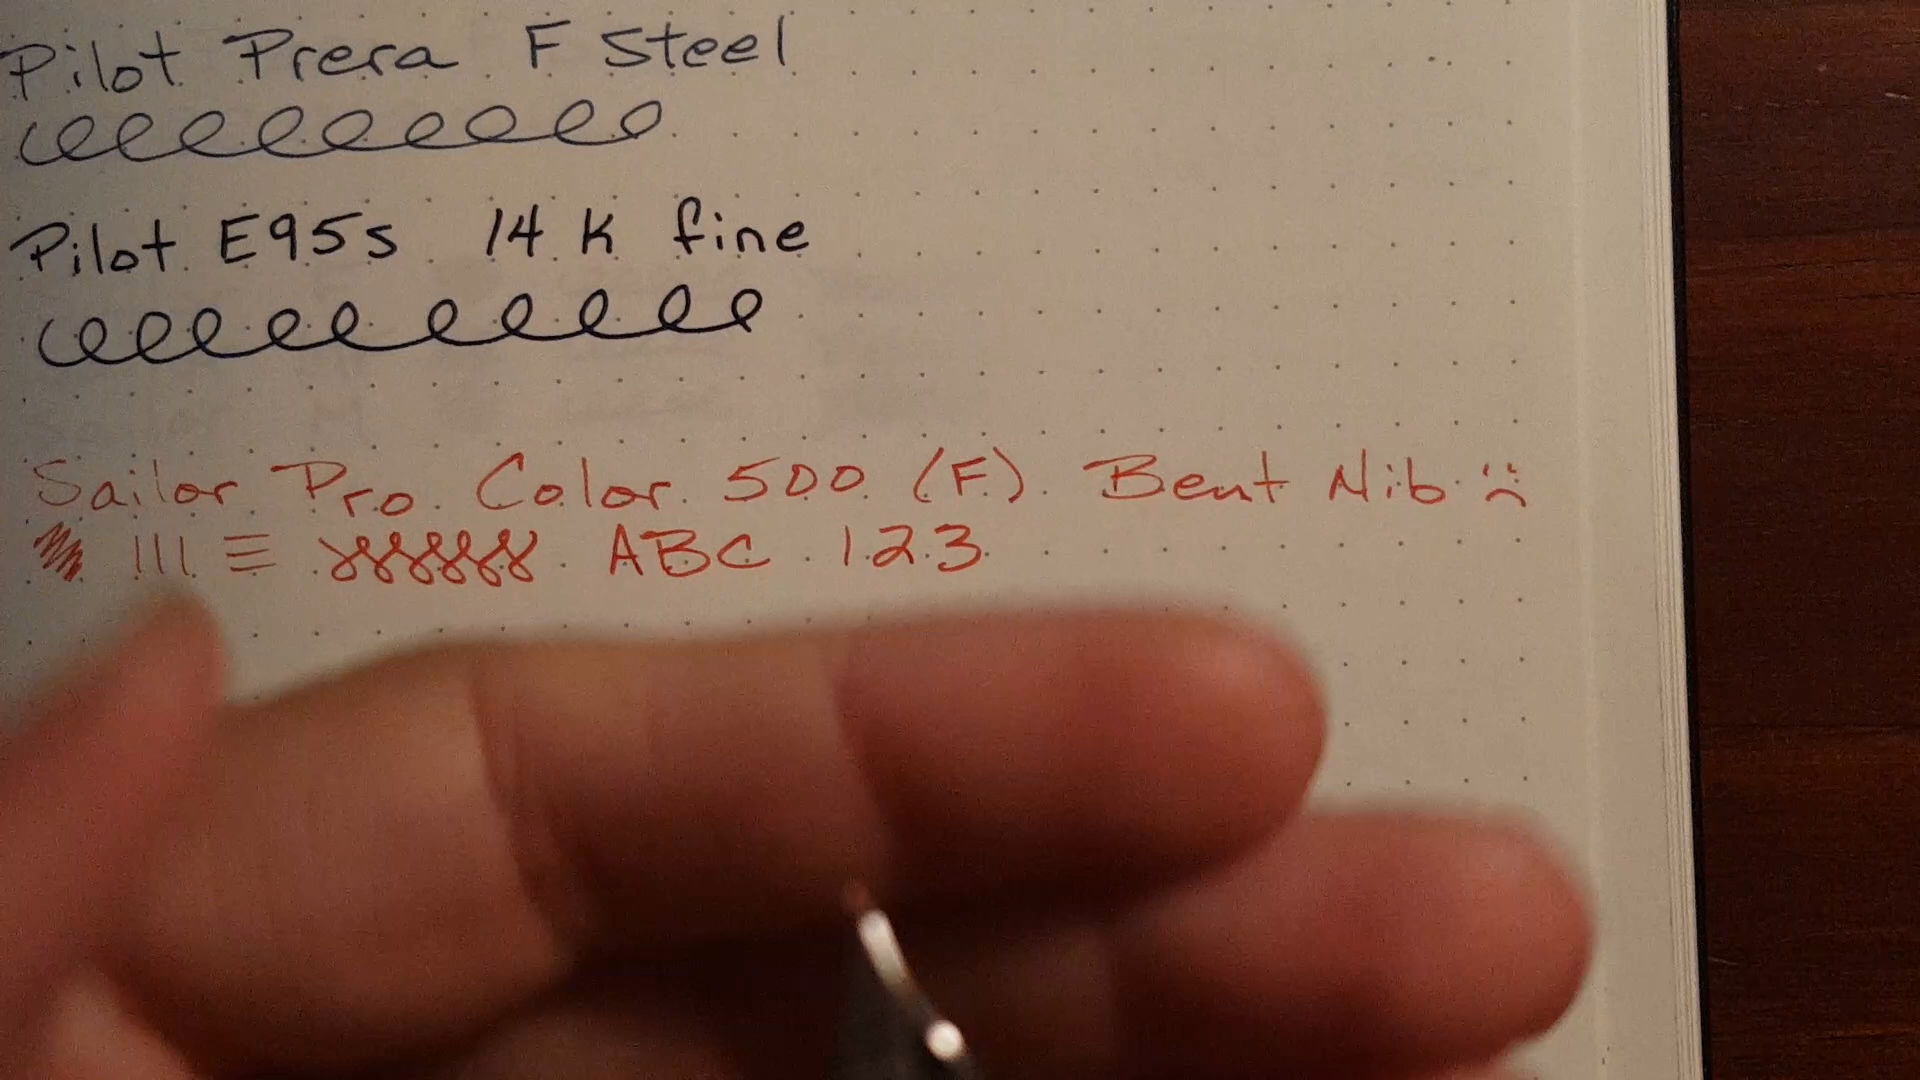 Pilot Prera F Steel
Pilot E95s 14 K fine
Sailor Pro Color 500 (F) Bent Nib :(
ABC 123